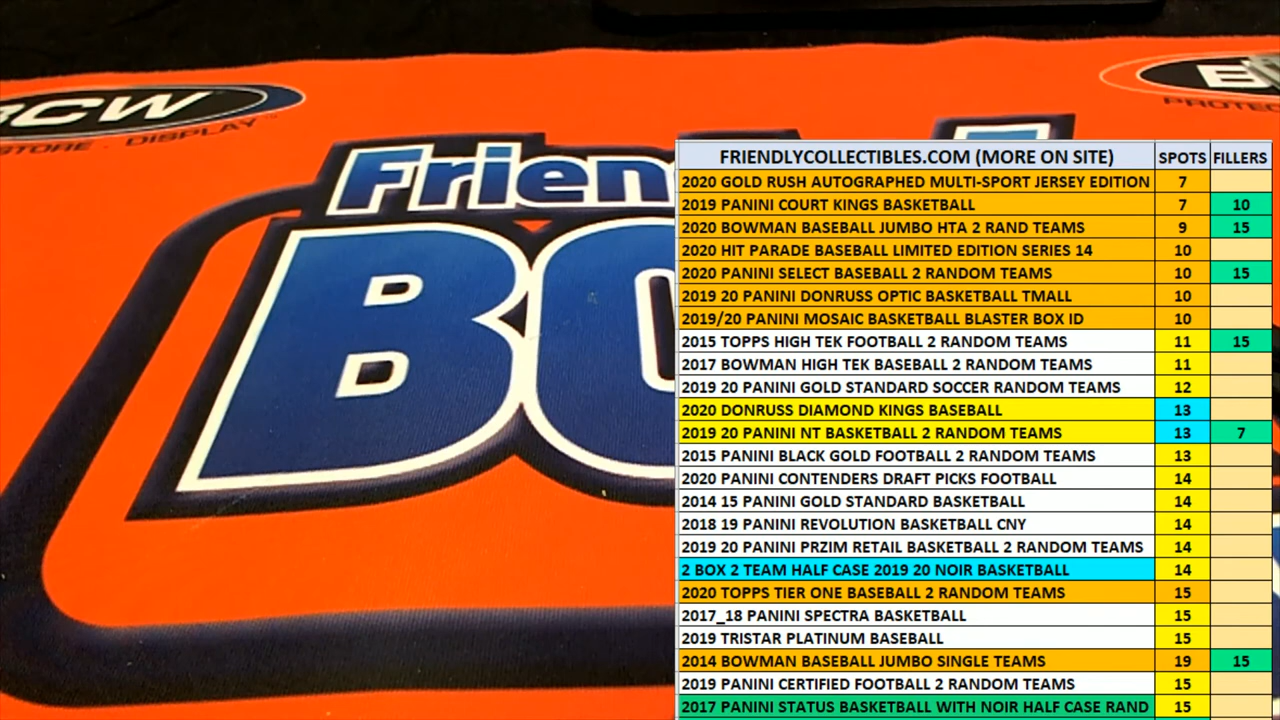 BCW
STORE · DISPLAY™
PROTEC
Frien
BO
FRIENDLYCOLLECTIBLES.COM (MORE ON SITE) SPOTS FILLERS
2020 GOLD RUSH AUTOGRAPHED MULTI-SPORT JERSEY EDITION 7
2019 PANINI COURT KINGS BASKETBALL 7 10
2020 BOWMAN BASEBALL JUMBO HTA 2 RAND TEAMS 9 15
2020 HIT PARADE BASEBALL LIMITED EDITION SERIES 14 10
2020 PANINI SELECT BASEBALL 2 RANDOM TEAMS 10 15
2019 20 PANINI DONRUSS OPTIC BASKETBALL TMALL 10
2019/20 PANINI MOSAIC BASKETBALL BLASTER BOX ID 10
2015 TOPPS HIGH TEK FOOTBALL 2 RANDOM TEAMS 11 15
2017 BOWMAN HIGH TEK BASEBALL 2 RANDOM TEAMS 11
2019 20 PANINI GOLD STANDARD SOCCER RANDOM TEAMS 12
2020 DONRUSS DIAMOND KINGS BASEBALL 13
2019 20 PANINI NT BASKETBALL 2 RANDOM TEAMS 13 7
2015 PANINI BLACK GOLD FOOTBALL 2 RANDOM TEAMS 13
2020 PANINI CONTENDERS DRAFT PICKS FOOTBALL 14
2014 15 PANINI GOLD STANDARD BASKETBALL 14
2018 19 PANINI REVOLUTION BASKETBALL CNY 14
2019 20 PANINI PRZIM RETAIL BASKETBALL 2 RANDOM TEAMS 14
2 BOX 2 TEAM HALF CASE 2019 20 NOIR BASKETBALL 14
2020 TOPPS TIER ONE BASEBALL 2 RANDOM TEAMS 15
2017_18 PANINI SPECTRA BASKETBALL 15
2019 TRISTAR PLATINUM BASEBALL 15
2014 BOWMAN BASEBALL JUMBO SINGLE TEAMS 19 15
2019 PANINI CERTIFIED FOOTBALL 2 RANDOM TEAMS 15
2017 PANINI STATUS BASKETBALL WITH NOIR HALF CASE RAND 15